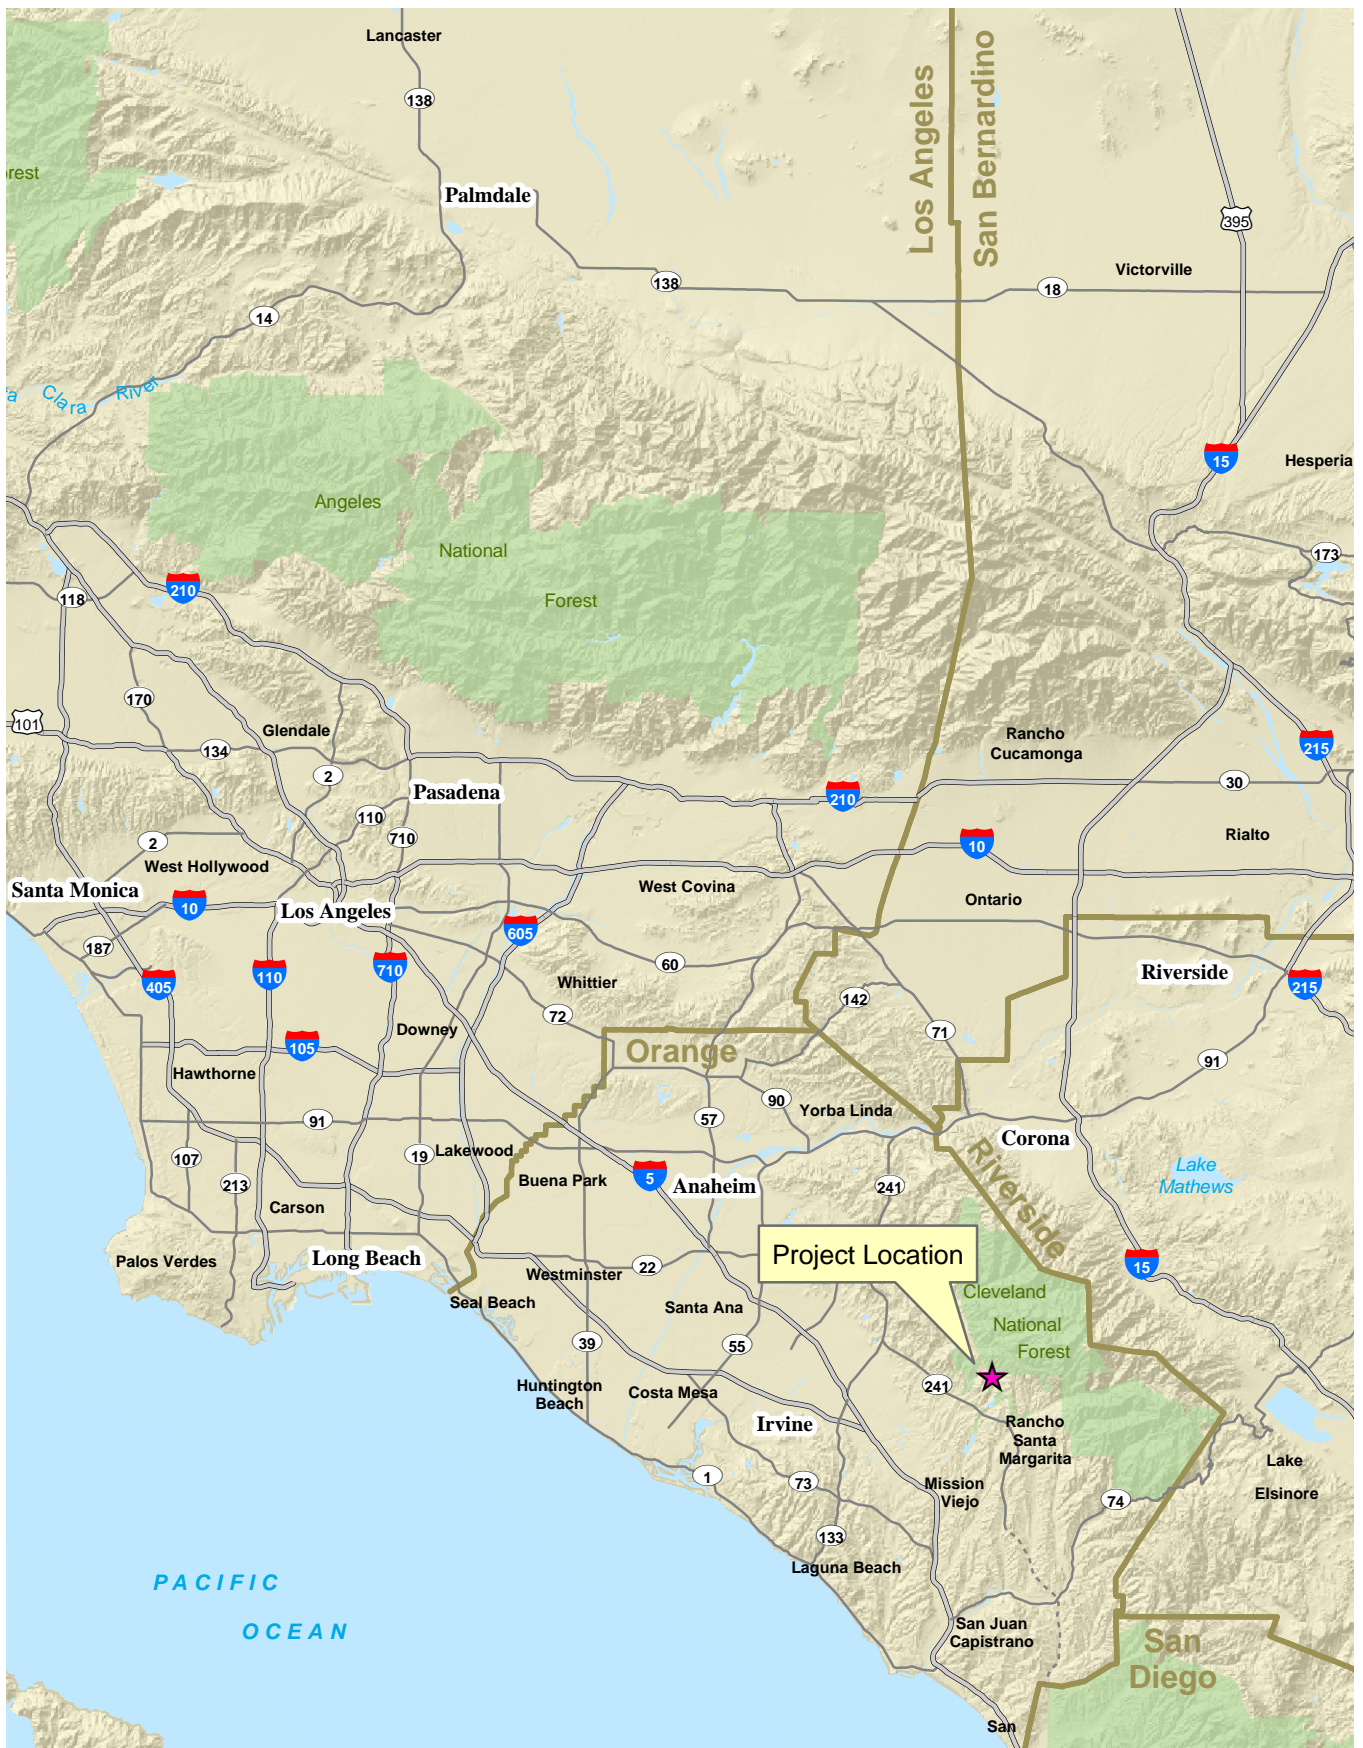 Lancaster
138
Los Angeles
San Bernardino
rest
Palmdale
395
138
18
Victorville
14
ta Clara River
15
Hesperia
Angeles
National
Forest
173
210
118
170
101
Glendale
134
2
Rancho
Cucamonga
215
Pasadena
210
30
110
710
2
West Hollywood
10
Rialto
Santa Monica
10
Los Angeles
West Covina
Ontario
605
187
60
405
110
710
Whittier
142
Riverside
215
72
Downey
71
105
Orange
Hawthorne
91
91
57
90
Yorba Linda
Corona
Riverside
107
19
Lakewood
213
Buena Park
5
Anaheim
241
Lake
Mathews
Carson
Palos Verdes
Long Beach
Project Location
15
Westminster
22
Seal Beach
Santa Ana
Cleveland
National
Forest
39
55
Huntington
Beach
Costa Mesa
241
Irvine
Rancho
Santa
Margarita
Lake
Elsinore
1
73
Mission
Viejo
74
133
Laguna Beach
PACIFIC
OCEAN
San Juan
Capistrano
San
Diego
San